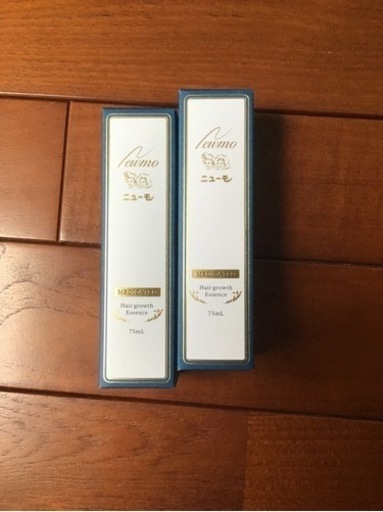 Newmo
ニューモ
MEDICATED
Hair growth
Essence
75mL
Newmo
ニューモ
MEDICATED
Hair growth
Essence
75mL